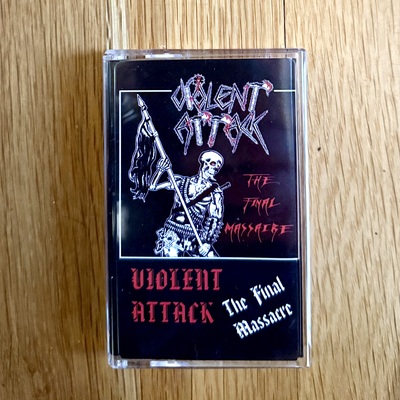 VIOLENT
ATTACK
THE
FINAL
MASSACRE
VIOLENT
ATTACK
The Final
Massacre